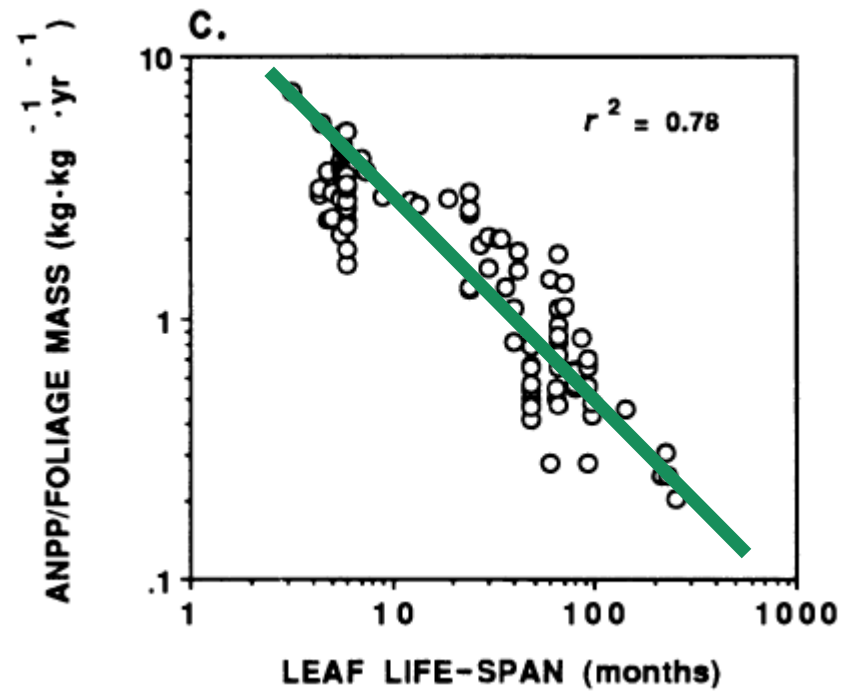 C.
ANPP/FOLIAGE MASS (kg·kg⁻¹·yr⁻¹)
10
1
.1
r² = 0.78
1 10 100 1000
LEAF LIFE-SPAN (months)